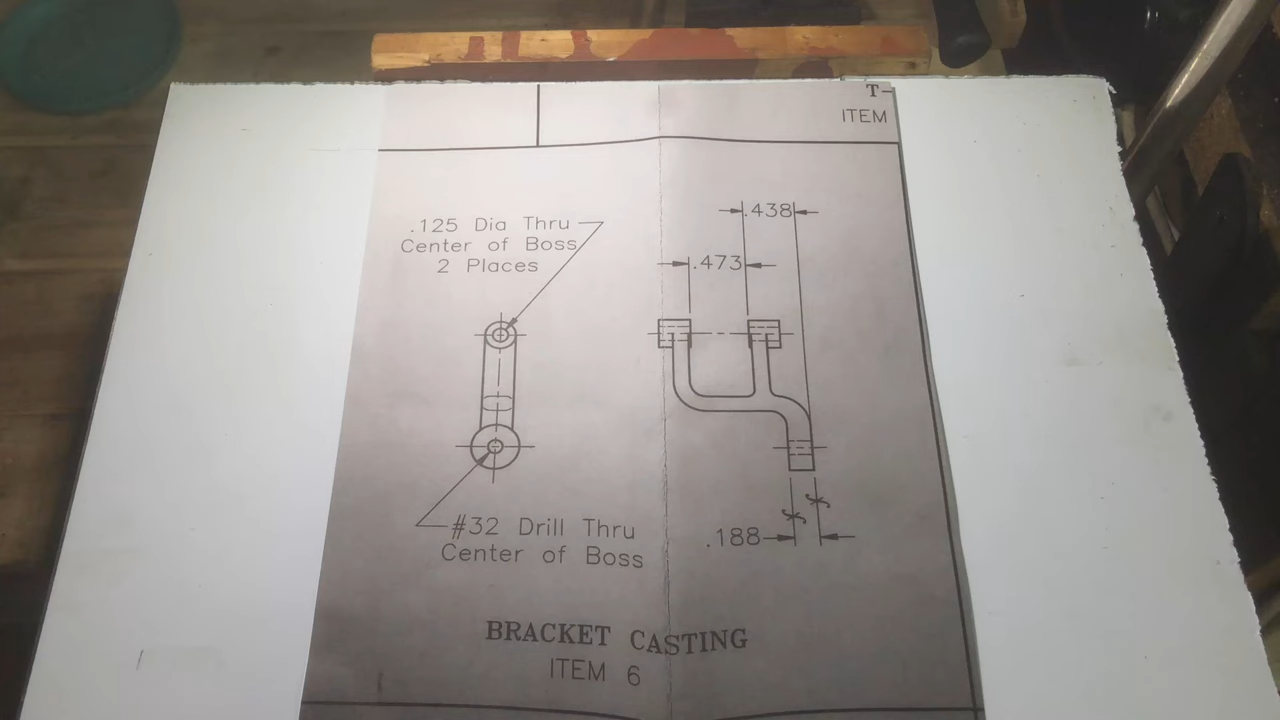 T-
ITEM
.125 Dia Thru
Center of Boss
2 Places
.438
.473
#32 Drill Thru
Center of Boss
.188
BRACKET CASTING
ITEM 6